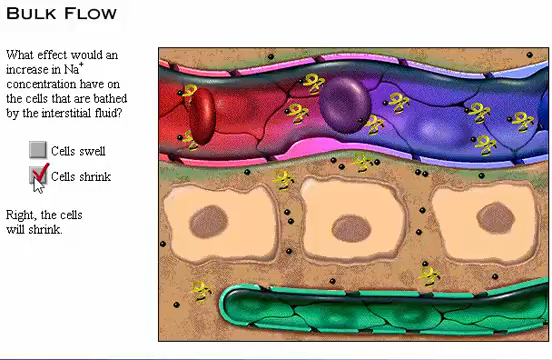 BULK FLOW
What effect would an
increase in Na+
concentration have on
the cells that are bathed
by the interstitial fluid?
Cells swell
Cells shrink
Right, the cells
will shrink.